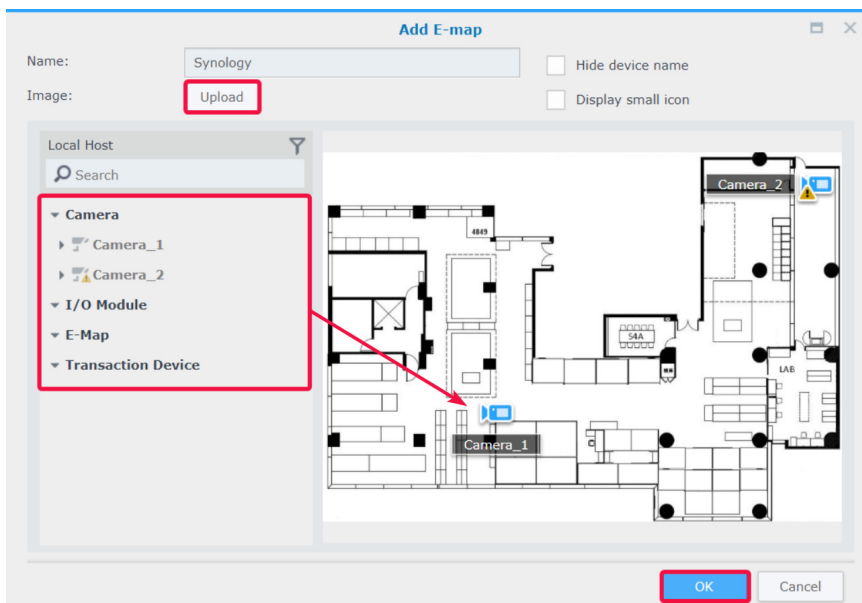 Add E-map
Name:
Synology
Hide device name
Image:
Upload
Display small icon
Local Host
Search
Camera
Camera_1
Camera_2
I/O Module
E-Map
Transaction Device
Camera_2
4849
54A
LAB
Camera_1
OK
Cancel